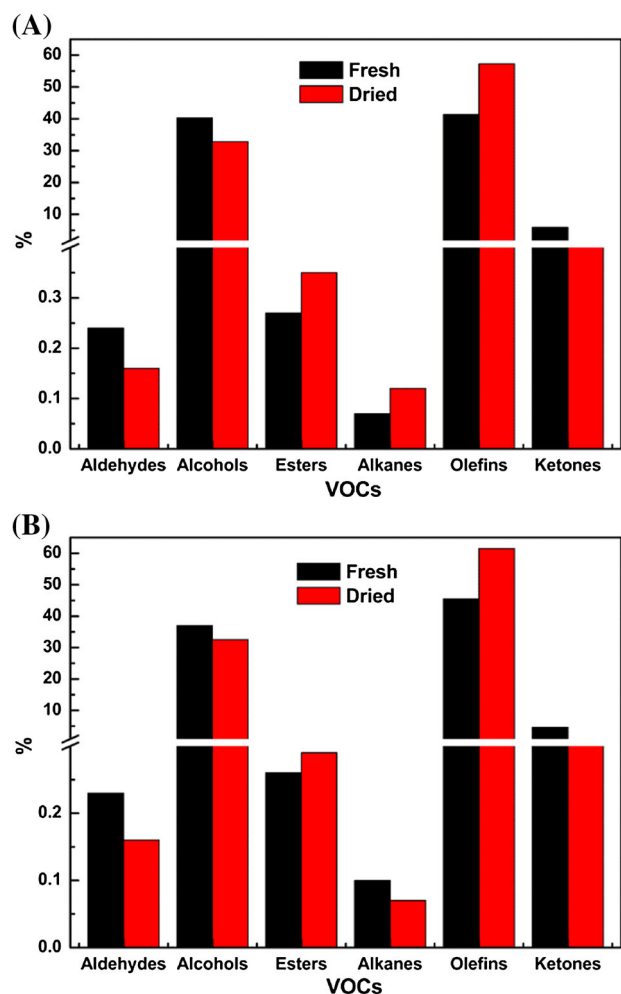 (A)
60
50
40
30
20
10
0.3
0.2
0.1
0.0
%
Fresh
Dried
Aldehydes Alcohols Esters Alkanes Olefins Ketones
VOCs
(B)
60
50
40
30
20
10
0.2
0.1
0.0
%
Fresh
Dried
Aldehydes Alcohols Esters Alkanes Olefins Ketones
VOCs